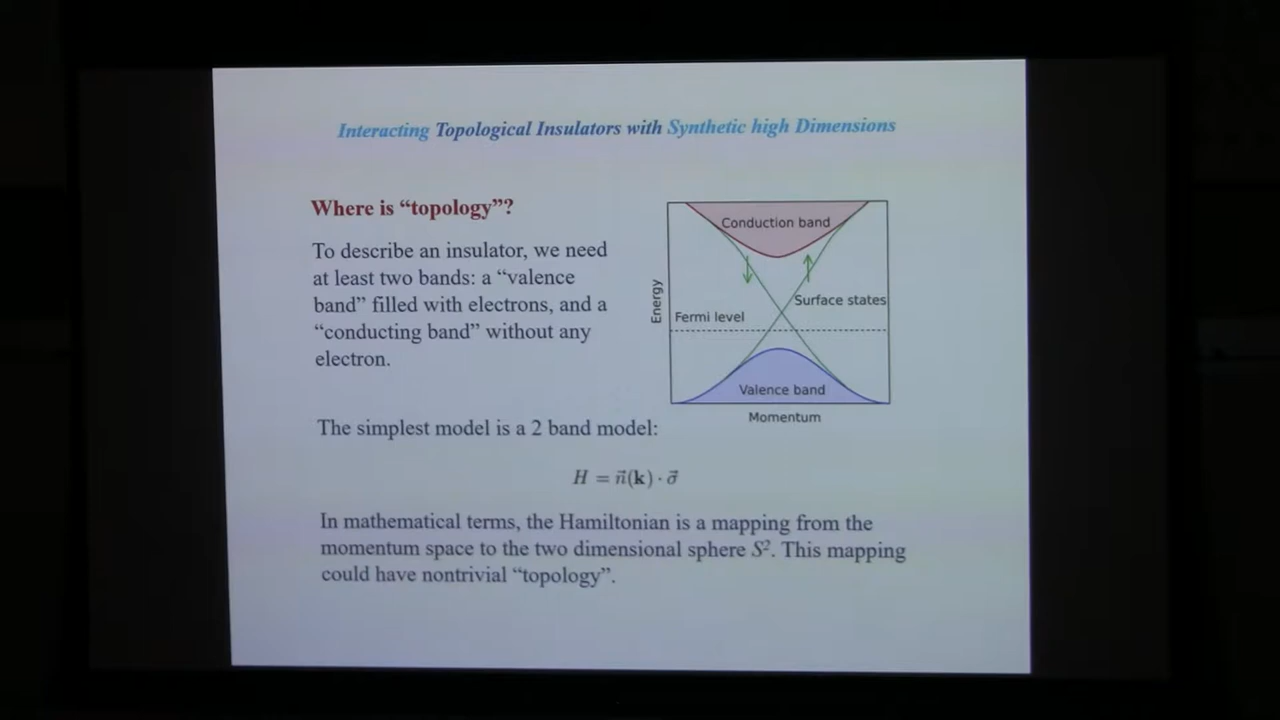 Interacting Topological Insulators with Synthetic high Dimensions
Where is “topology”?
To describe an insulator, we need
at least two bands: a “valence
band” filled with electrons, and a
“conducting band” without any
electron.
Conduction band
Surface states
Fermi level
Valence band
Energy
Momentum
The simplest model is a 2 band model:
H = n⃗(k) · σ⃗
In mathematical terms, the Hamiltonian is a mapping from the
momentum space to the two dimensional sphere S². This mapping
could have nontrivial “topology”.